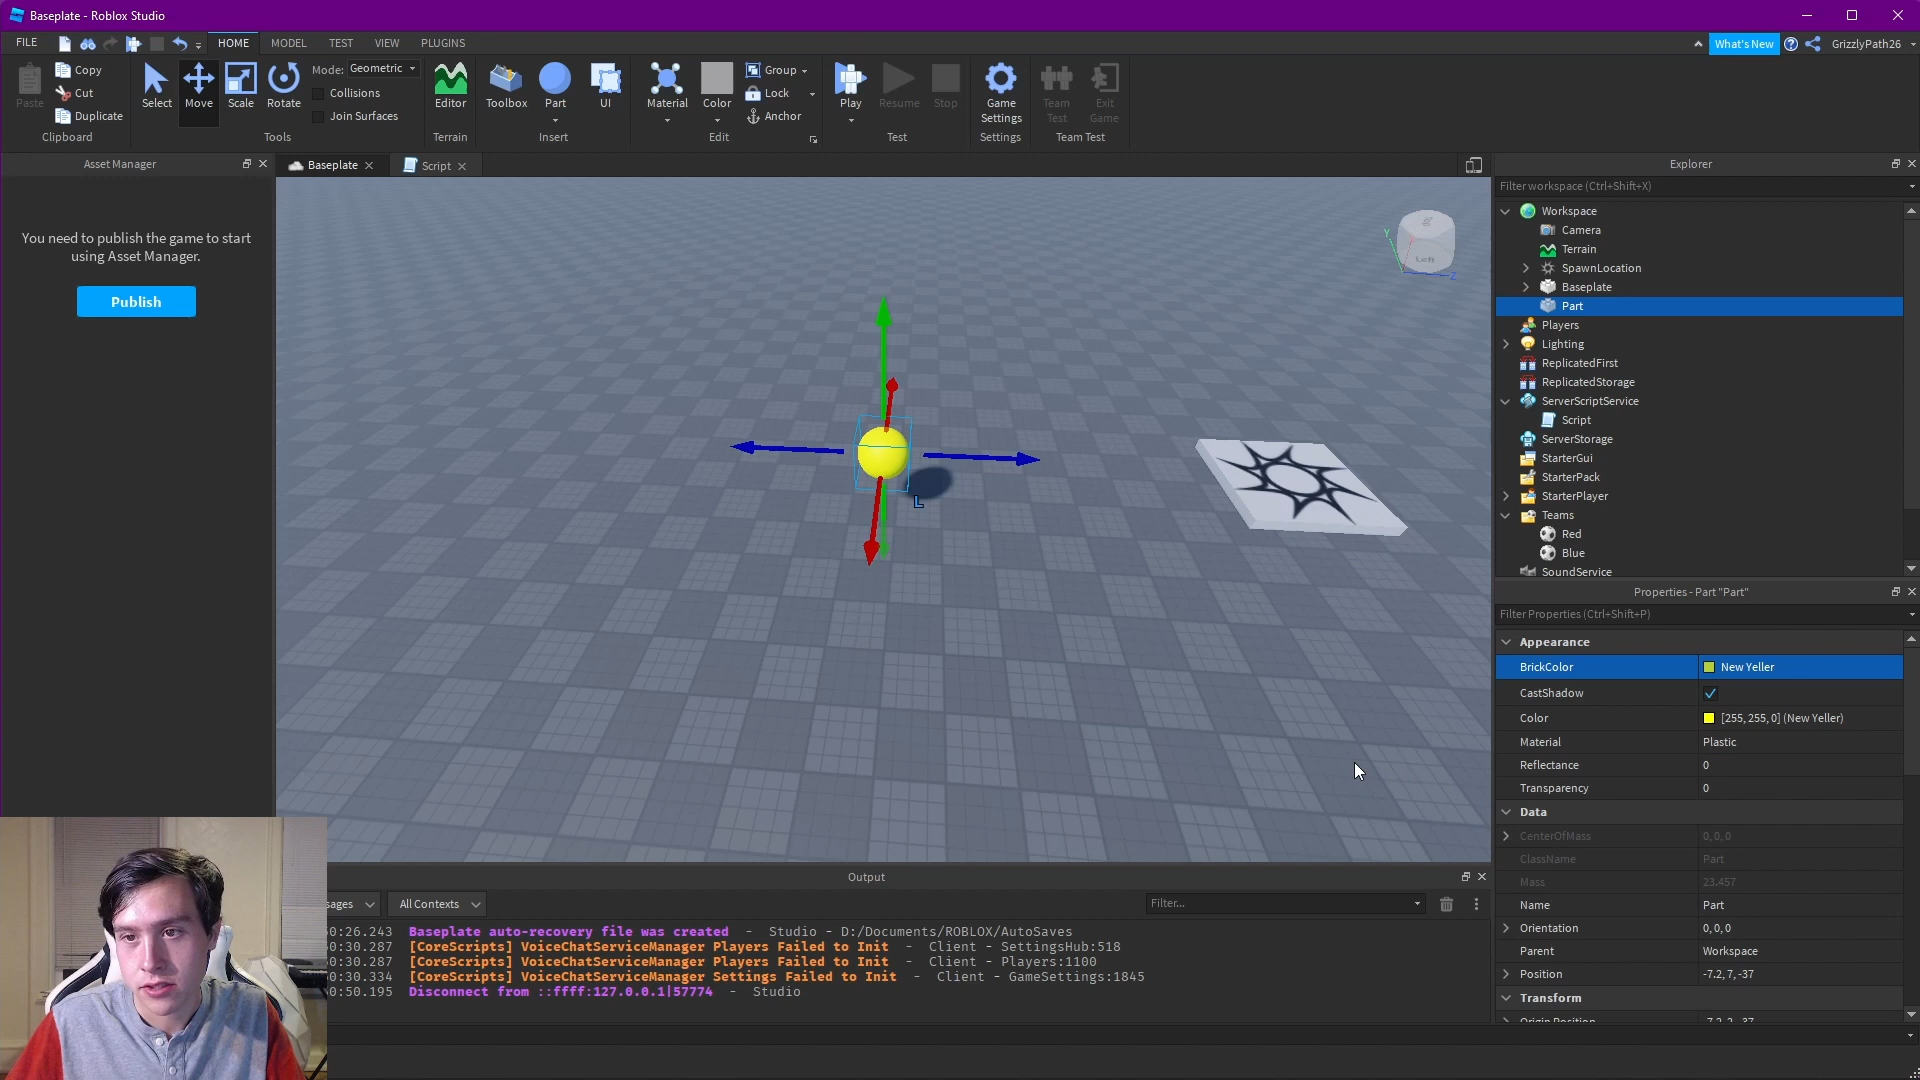 Baseplate - Roblox Studio
FILE
HOME
MODEL
TEST
VIEW
PLUGINS
What's New
GrizzlyPath26
Paste
Copy
Cut
Duplicate
Clipboard
Select
Move
Scale
Rotate
Mode:
Geometric
Collisions
Join Surfaces
Tools
Editor
Terrain
Toolbox
Part
UI
Insert
Material
Color
Group
Lock
Anchor
Edit
Play
Resume
Stop
Test
Game
Settings
Settings
Team
Test
Exit
Game
Team Test
Asset Manager
You need to publish the game to start
using Asset Manager.
Publish
Baseplate
Script
Y
Left
Z
L
Explorer
Filter workspace (Ctrl+Shift+X)
Workspace
Camera
Terrain
SpawnLocation
Baseplate
Part
Players
Lighting
ReplicatedFirst
ReplicatedStorage
ServerScriptService
Script
ServerStorage
StarterGui
StarterPack
StarterPlayer
Teams
Red
Blue
SoundService
Properties - Part "Part"
Filter Properties (Ctrl+Shift+P)
Appearance
BrickColor New Yeller
CastShadow
Color [255, 255, 0] (New Yeller)
Material Plastic
Reflectance 0
Transparency 0
Data
CenterOfMass 0, 0, 0
ClassName Part
Mass 23.457
Name Part
Orientation 0, 0, 0
Parent Workspace
Position -7.2, 7, -37
Transform
Output
sages
All Contexts
Filter...
0:26.243 Baseplate auto-recovery file was created - Studio - D:/Documents/ROBLOX/AutoSaves
0:30.287 [CoreScripts] VoiceChatServiceManager Players Failed to Init - Client - SettingsHub:518
0:30.287 [CoreScripts] VoiceChatServiceManager Players Failed to Init - Client - Players:1100
0:30.334 [CoreScripts] VoiceChatServiceManager Settings Failed to Init - Client - GameSettings:1845
0:50.195 Disconnect from ::ffff:127.0.0.1|57774 - Studio